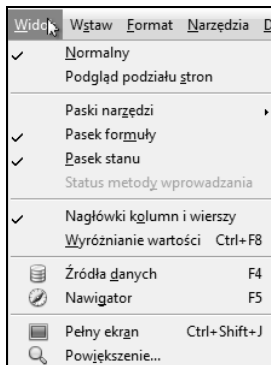 Widok Wstaw Format Narzędzia D
Normalny
Podgląd podziału stron
Paski narzędzi
Pasek formuły
Pasek stanu
Status metody wprowadzania
Nagłówki kolumn i wierszy
Wyróżnianie wartości Ctrl+F8
Źródła danych F4
Nawigator F5
Pełny ekran Ctrl+Shift+J
Powiększenie...